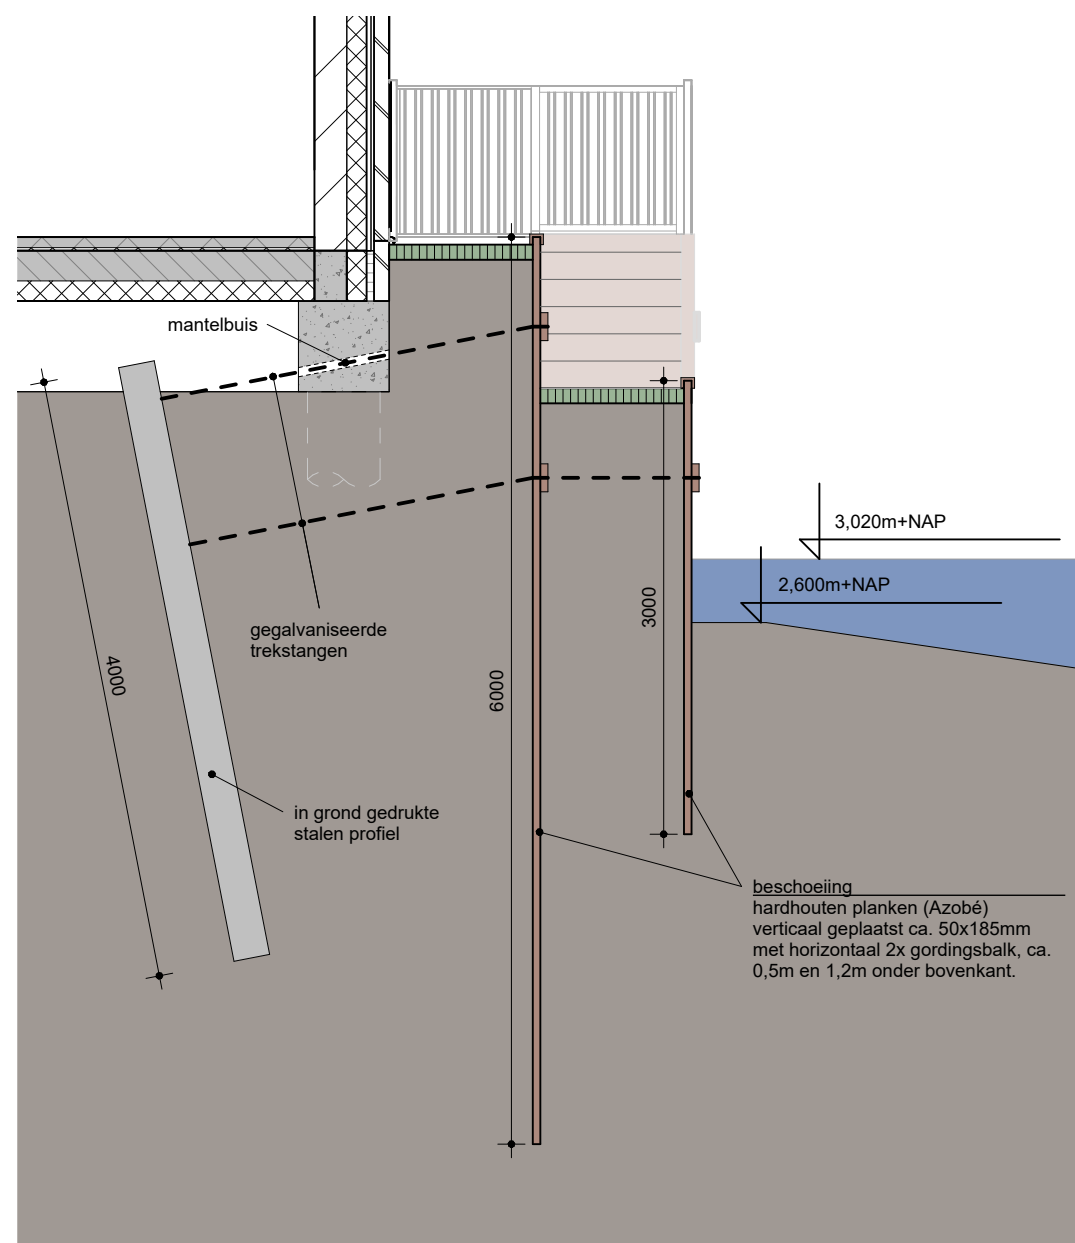 mantelbuis
3,020m+NAP
2,600m+NAP
3000
gegalvaniseerde
trekstangen
4000
6000
in grond gedrukte
stalen profiel
beschoeiing
hardhouten planken (Azobé)
verticaal geplaatst ca. 50x185mm
met horizontaal 2x gordingsbalk, ca.
0,5m en 1,2m onder bovenkant.